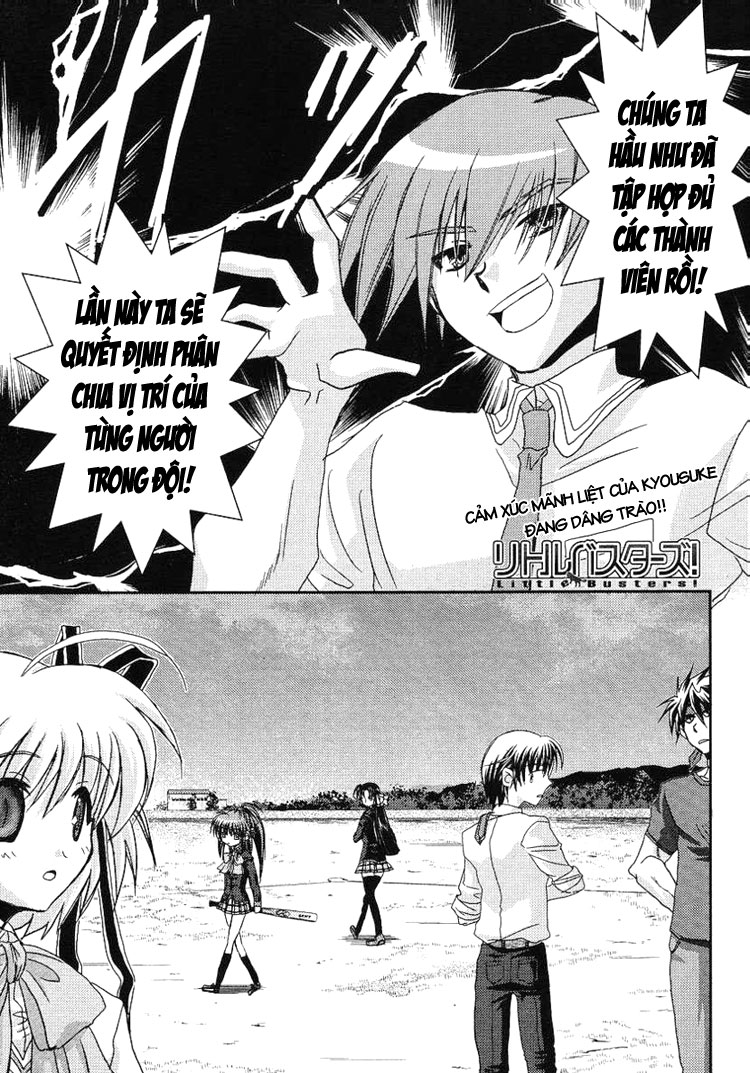 CHÚNG TA
HẦU NHƯ ĐÃ
TẬP HỢP ĐỦ
CÁC THÀNH
VIÊN RỒI!
LẦN NÀY TA SẼ
QUYẾT ĐỊNH PHÂN
CHIA VỊ TRÍ CỦA
TỪNG NGƯỜI
TRONG ĐỘI!
CẢM XÚC MÃNH LIỆT CỦA KYOUSUKE
ĐANG DÂNG TRÀO!!
リトルバスターズ!
Little Busters!